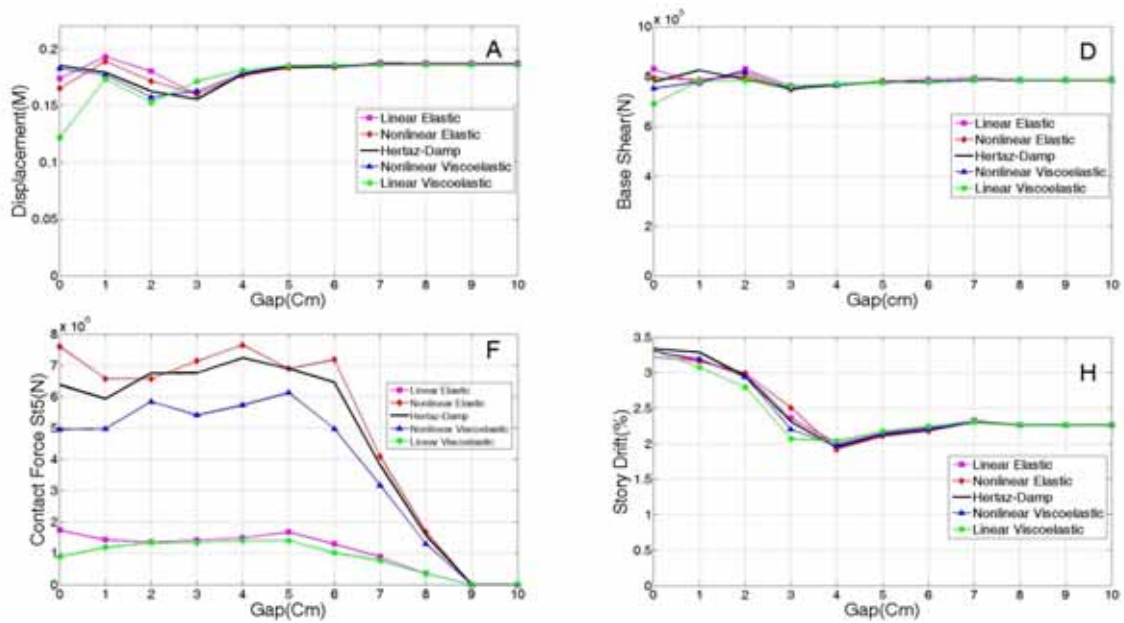 A
Displacement(M)
0.2
0.15
0.1
0.05
0
Linear Elastic
Nonlinear Elastic
Hertaz-Damp
Nonlinear Viscoelastic
Linear Viscoelastic
0 1 2 3 4 5 6 7 8 9 10
Gap(Cm)
D
Base Shear(N)
10
8
6
4
2
0
Linear Elastic
Nonlinear Elastic
Hertaz-Damp
Nonlinear Viscoelastic
Linear Viscoelastic
0 1 2 3 4 5 6 7 8 9 10
Gap(cm)
F
Contact Force St5(N)
8
7
6
5
4
3
2
1
0
Linear Elastic
Nonlinear Elastic
Hertaz-Damp
Nonlinear Viscoelastic
Linear Viscoelastic
0 1 2 3 4 5 6 7 8 9 10
Gap(Cm)
H
Story Drift(%)
3.5
3
2.5
2
1.5
1
0.5
0
Linear Elastic
Nonlinear Elastic
Hertaz-Damp
Nonlinear Viscoelastic
Linear Viscoelastic
0 1 2 3 4 5 6 7 8 9 10
Gap(Cm)